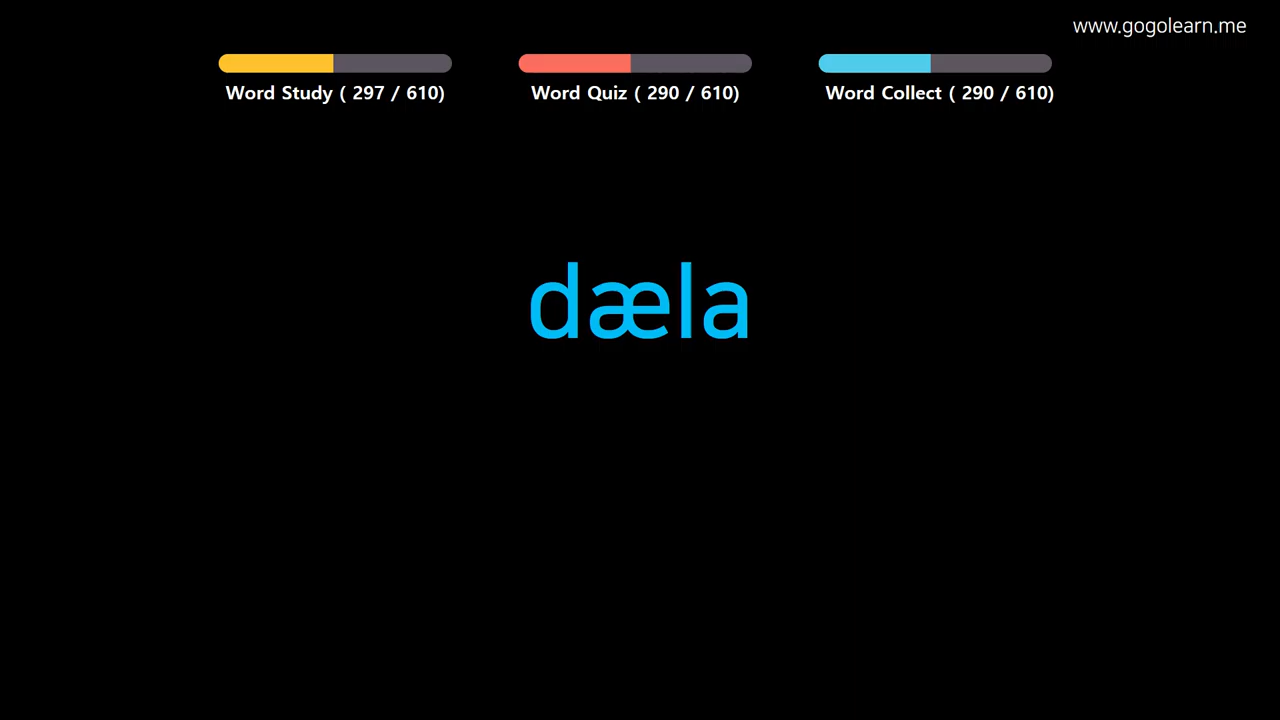 www.gogolearn.me
Word Study ( 297 / 610)
Word Quiz ( 290 / 610)
Word Collect ( 290 / 610)
dæla